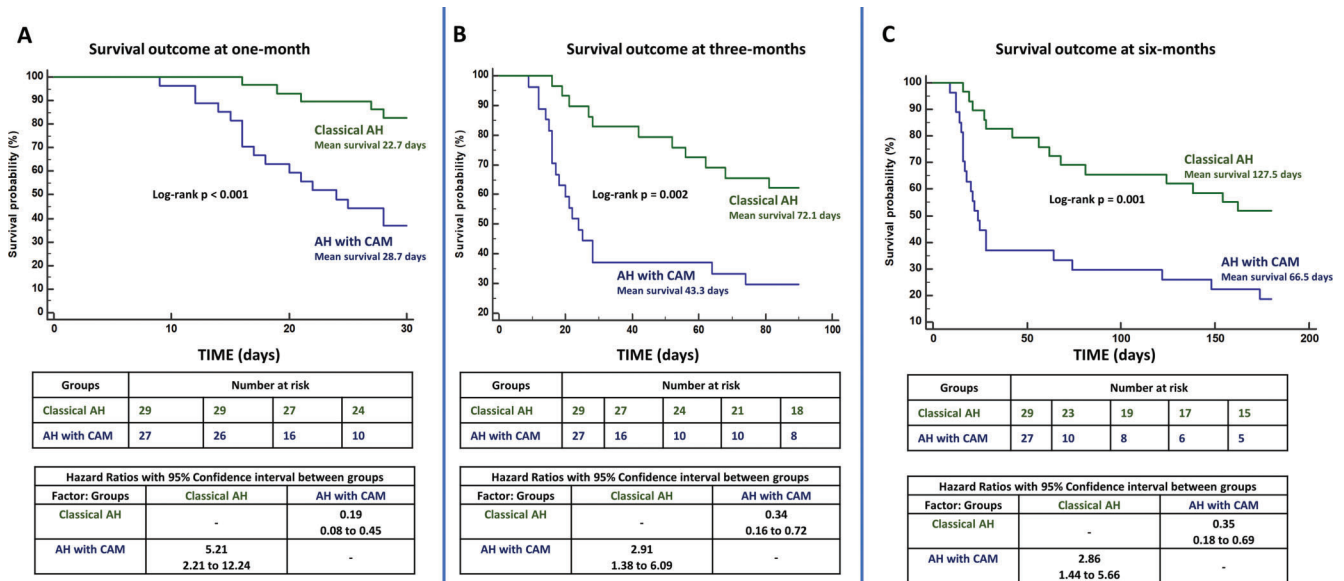 A
Survival outcome at one-month
Survival probability (%)
100
90
80
70
60
50
40
30
20
10
0
Classical AH
Mean survival 22.7 days
Log-rank p < 0.001
AH with CAM
Mean survival 28.7 days
0 10 20 30
TIME (days)
Groups Number at risk
Classical AH 29 29 27 24
AH with CAM 27 26 16 10
Hazard Ratios with 95% Confidence interval between groups
Factor: Groups Classical AH AH with CAM
Classical AH - 0.19
0.08 to 0.45
AH with CAM 5.21 -
2.21 to 12.24
B
Survival outcome at three-months
Survival probability (%)
100
90
80
70
60
50
40
30
20
Log-rank p = 0.002
Classical AH
Mean survival 72.1 days
AH with CAM
Mean survival 43.3 days
0 20 40 60 80 100
TIME (days)
Groups Number at risk
Classical AH 29 27 24 21 18
AH with CAM 27 16 10 10 8
Hazard Ratios with 95% Confidence interval between groups
Factor: Groups Classical AH AH with CAM
Classical AH - 0.34
0.16 to 0.72
AH with CAM 2.91 -
1.38 to 6.09
C
Survival outcome at six-months
Survival probability (%)
100
90
80
70
60
50
40
30
20
10
Classical AH
Mean survival 127.5 days
Log-rank p = 0.001
AH with CAM
Mean survival 66.5 days
0 50 100 150 200
TIME (days)
Groups Number at risk
Classical AH 29 23 19 17 15
AH with CAM 27 10 8 6 5
Hazard Ratios with 95% Confidence interval between groups
Factor: Groups Classical AH AH with CAM
Classical AH - 0.35
0.18 to 0.69
AH with CAM 2.86 -
1.44 to 5.66